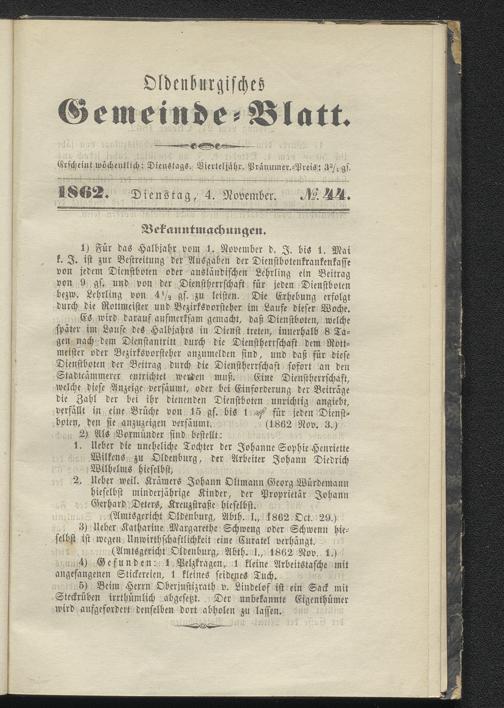 Oldenburgisches
Gemeinde=Blatt.
Erscheint wöchentlich: Dienstags. Vierteljähr. Pränumer.=Preis: 3³/₄ gs.
1862. Dienstag, 4. November. № 44.
Bekanntmachungen.
1) Für das Halbjahr vom 1. November d. J. bis 1. Mai
k. J. ist zur Bestreitung der Ausgaben der Dienstbotenkrankenkasse
von jedem Dienstboten oder ausländischen Lehrling ein Beitrag
von 9 gs. und von der Dienstherrschaft für jeden Dienstboten
bezw. Lehrling von 4¹/₂ gs. zu leisten. Die Erhebung erfolgt
durch die Rottmeister und Bezirksvorsteher im Laufe dieser Woche.
Es wird darauf aufmerksam gemacht, daß Dienstboten, welche
später im Laufe des Halbjahrs in Dienst treten, innerhalb 8 Ta=
gen nach dem Dienstantritt durch die Dienstherrschaft dem Rott=
meister oder Bezirksvorsteher anzumelden sind, und daß für diese
Dienstboten der Beitrag durch die Dienstherrschaft sofort an den
Stadtcämmerer entrichtet werden muß. Eine Dienstherrschaft,
welche diese Anzeige versäumt, oder bei Einforderung der Beiträge
die Zahl der bei ihr dienenden Dienstboten unrichtig angiebt,
verfällt in eine Brüche von 15 gs. bis 1 für jeden Dienst=
boten, den sie anzuzeigen versäumt. (1862 Nov. 3.)
2) Als Vormünder sind bestellt:
1. Ueber die uneheliche Tochter der Johanne Sophie Henriette
Wilkens zu Oldenburg, der Arbeiter Johann Diedrich
Wilhelms hieselbst,
2. Ueber weil. Krämers Johann Oltmann Georg Würdemann
hieselbst minderjährige Kinder, der Proprietär Johann
Gerhard Deters, Kreuzstraße hieselbst.
(Amtsgericht Oldenburg, Abth. I., 1862 Oct. 29.)
3) Ueber Katharine Margarethe Schweng oder Schwenn hie=
selbst ist wegen Unwirthschaftlichkeit eine Curatel verhängt.
(Amtsgericht Oldenburg, Abth. I., 1862 Nov. 1.)
4) Gefunden: 1 Pelzkragen, 1 kleine Arbeitstasche mit
angefangenen Stickereien, 1 kleines seidenes Tuch.
5) Beim Herrn Oberjustizrath v. Lindelof ist ein Sack mit
Steckrüben irrthümlich abgesetzt. Der unbekannte Eigenthümer
wird aufgefordert denselben dort abholen zu lassen.